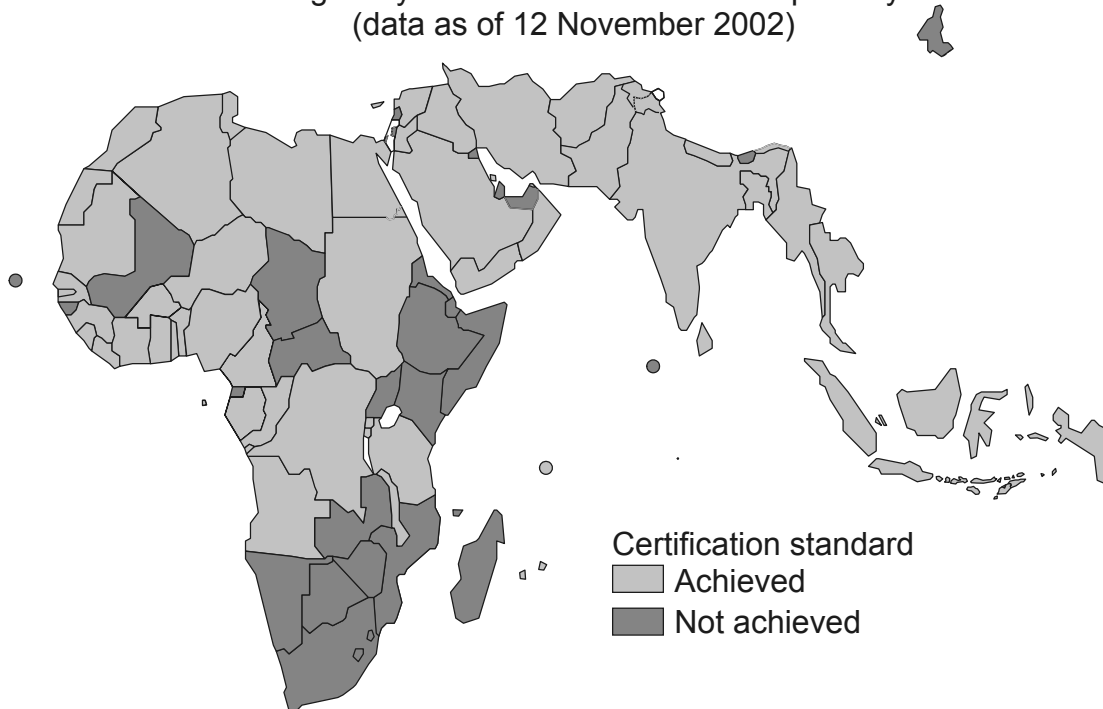 (data as of 12 November 2002)
Certification standard
Achieved
Not achieved